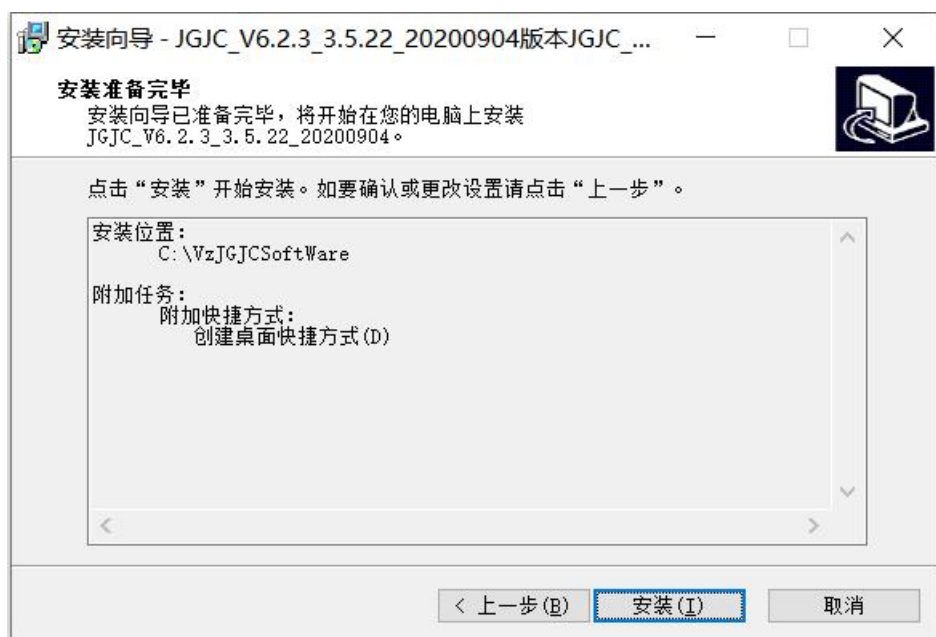 安装向导 - JGJC_V6.2.3_3.5.22_20200904版本JGJC_...
安装准备完毕
安装向导已准备完毕，将开始在您的电脑上安装
JGJC_V6.2.3_3.5.22_20200904。
点击“安装”开始安装。如要确认或更改设置请点击“上一步”。
安装位置：
C:\VzJGJCSoftWare
附加任务：
附加快捷方式：
创建桌面快捷方式(D)
< 上一步(B)
安装(I)
取消